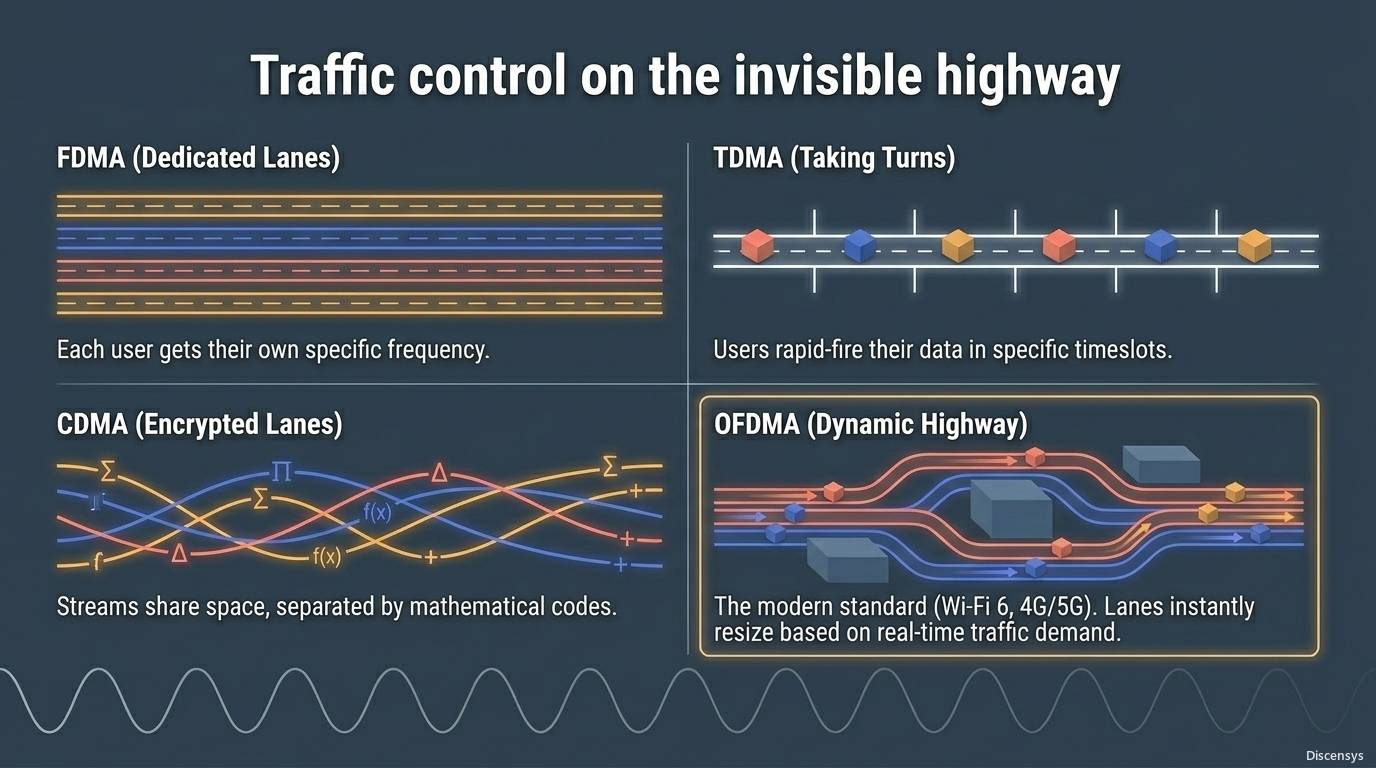 Traffic control on the invisible highway
FDMA (Dedicated Lanes)
Each user gets their own specific frequency.
TDMA (Taking Turns)
Users rapid-fire their data in specific timeslots.
CDMA (Encrypted Lanes)
Σ Π Δ Σ
Σ +
f(x)
Δ f(x) + +
+
Streams share space, separated by mathematical codes.
OFDMA (Dynamic Highway)
The modern standard (Wi-Fi 6, 4G/5G). Lanes instantly
resize based on real-time traffic demand.
Discensys